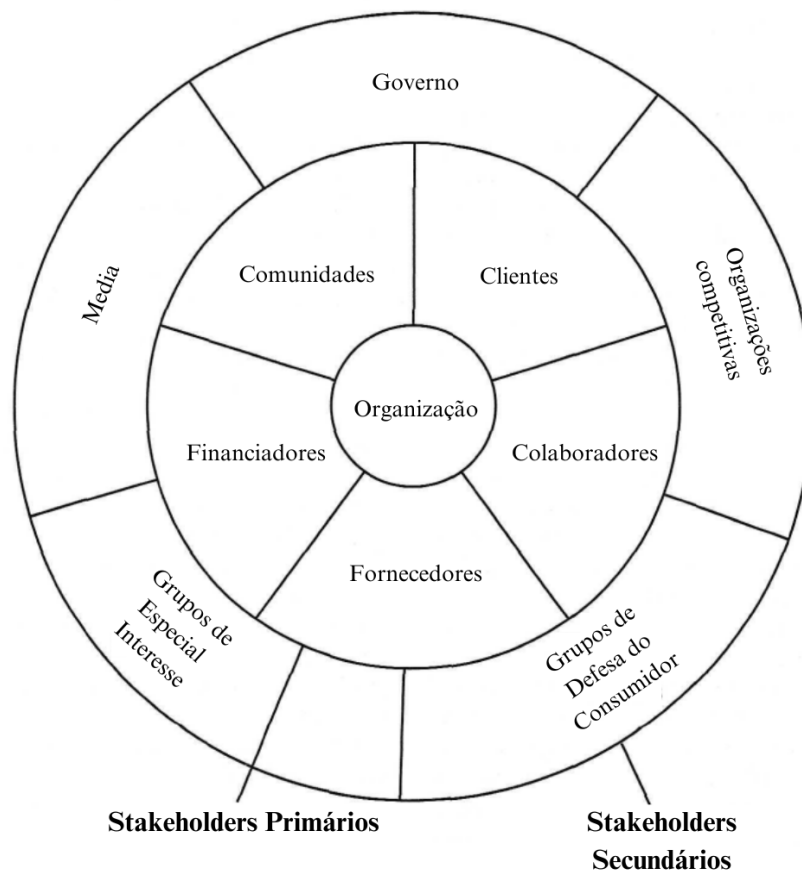 Governo
Comunidades
Clientes
Media
Organizações
competitivas
Organização
Financiadores
Colaboradores
Fornecedores
Grupos de
Especial
Interesse
Grupos de
Defesa do
Consumidor
Stakeholders Primários
Stakeholders
Secundários